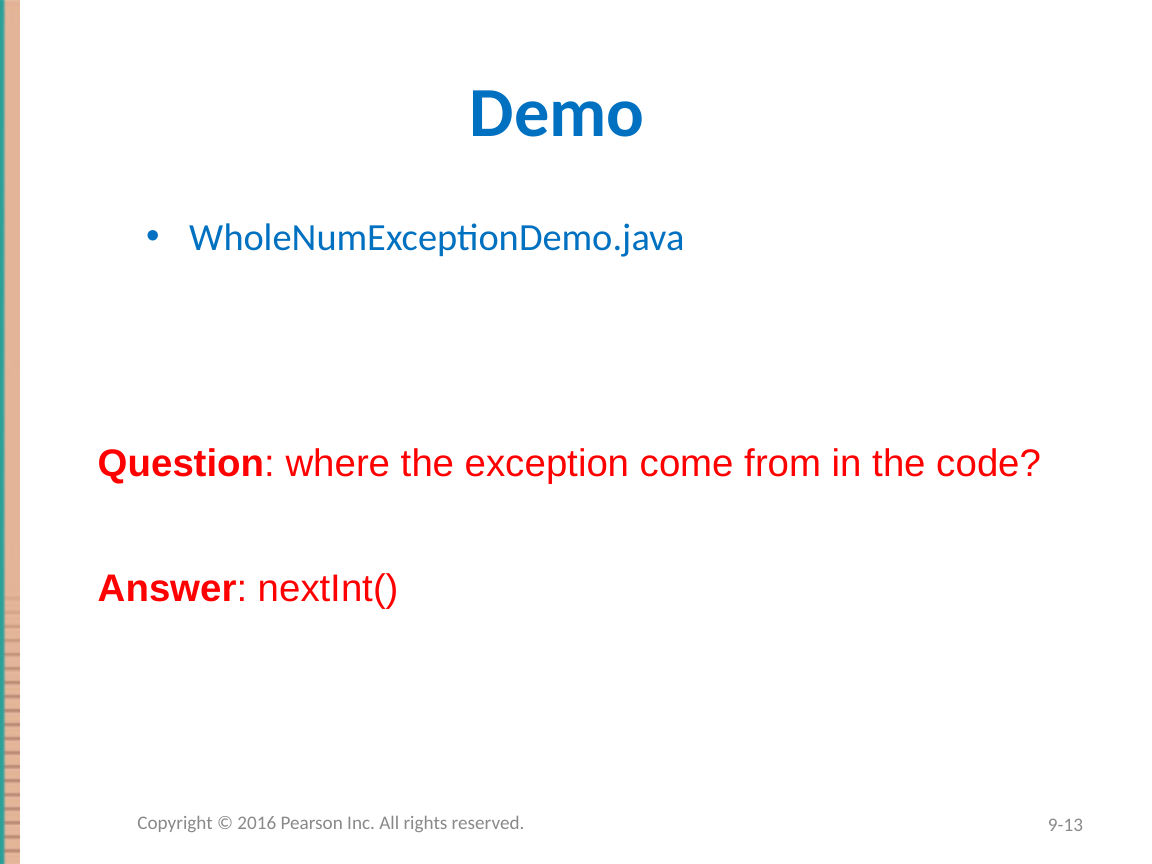 Demo
• WholeNumExceptionDemo.java
Question: where the exception come from in the code?
Answer: nextInt()
Copyright © 2016 Pearson Inc. All rights reserved.
9-13